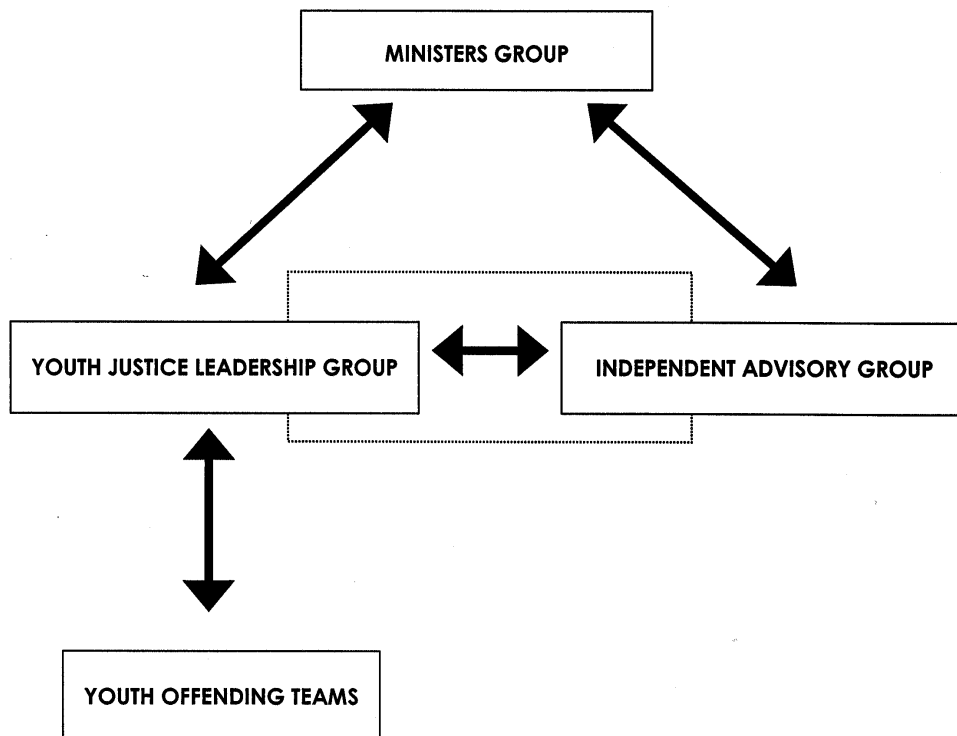 MINISTERS GROUP
YOUTH JUSTICE LEADERSHIP GROUP
INDEPENDENT ADVISORY GROUP
YOUTH OFFENDING TEAMS